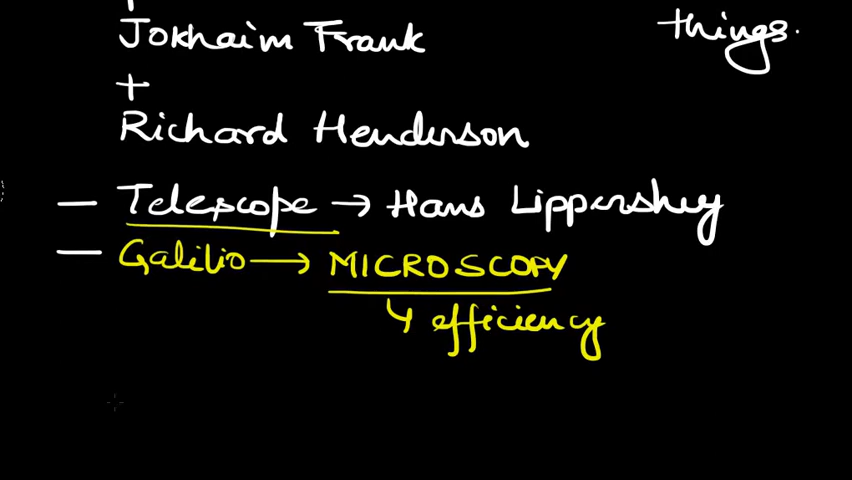 Jokhaim Frank
things.
+
Richard Henderson
— Telescope → Hans Lippershey
— Galilio → MICROSCOPY
↳ efficiency